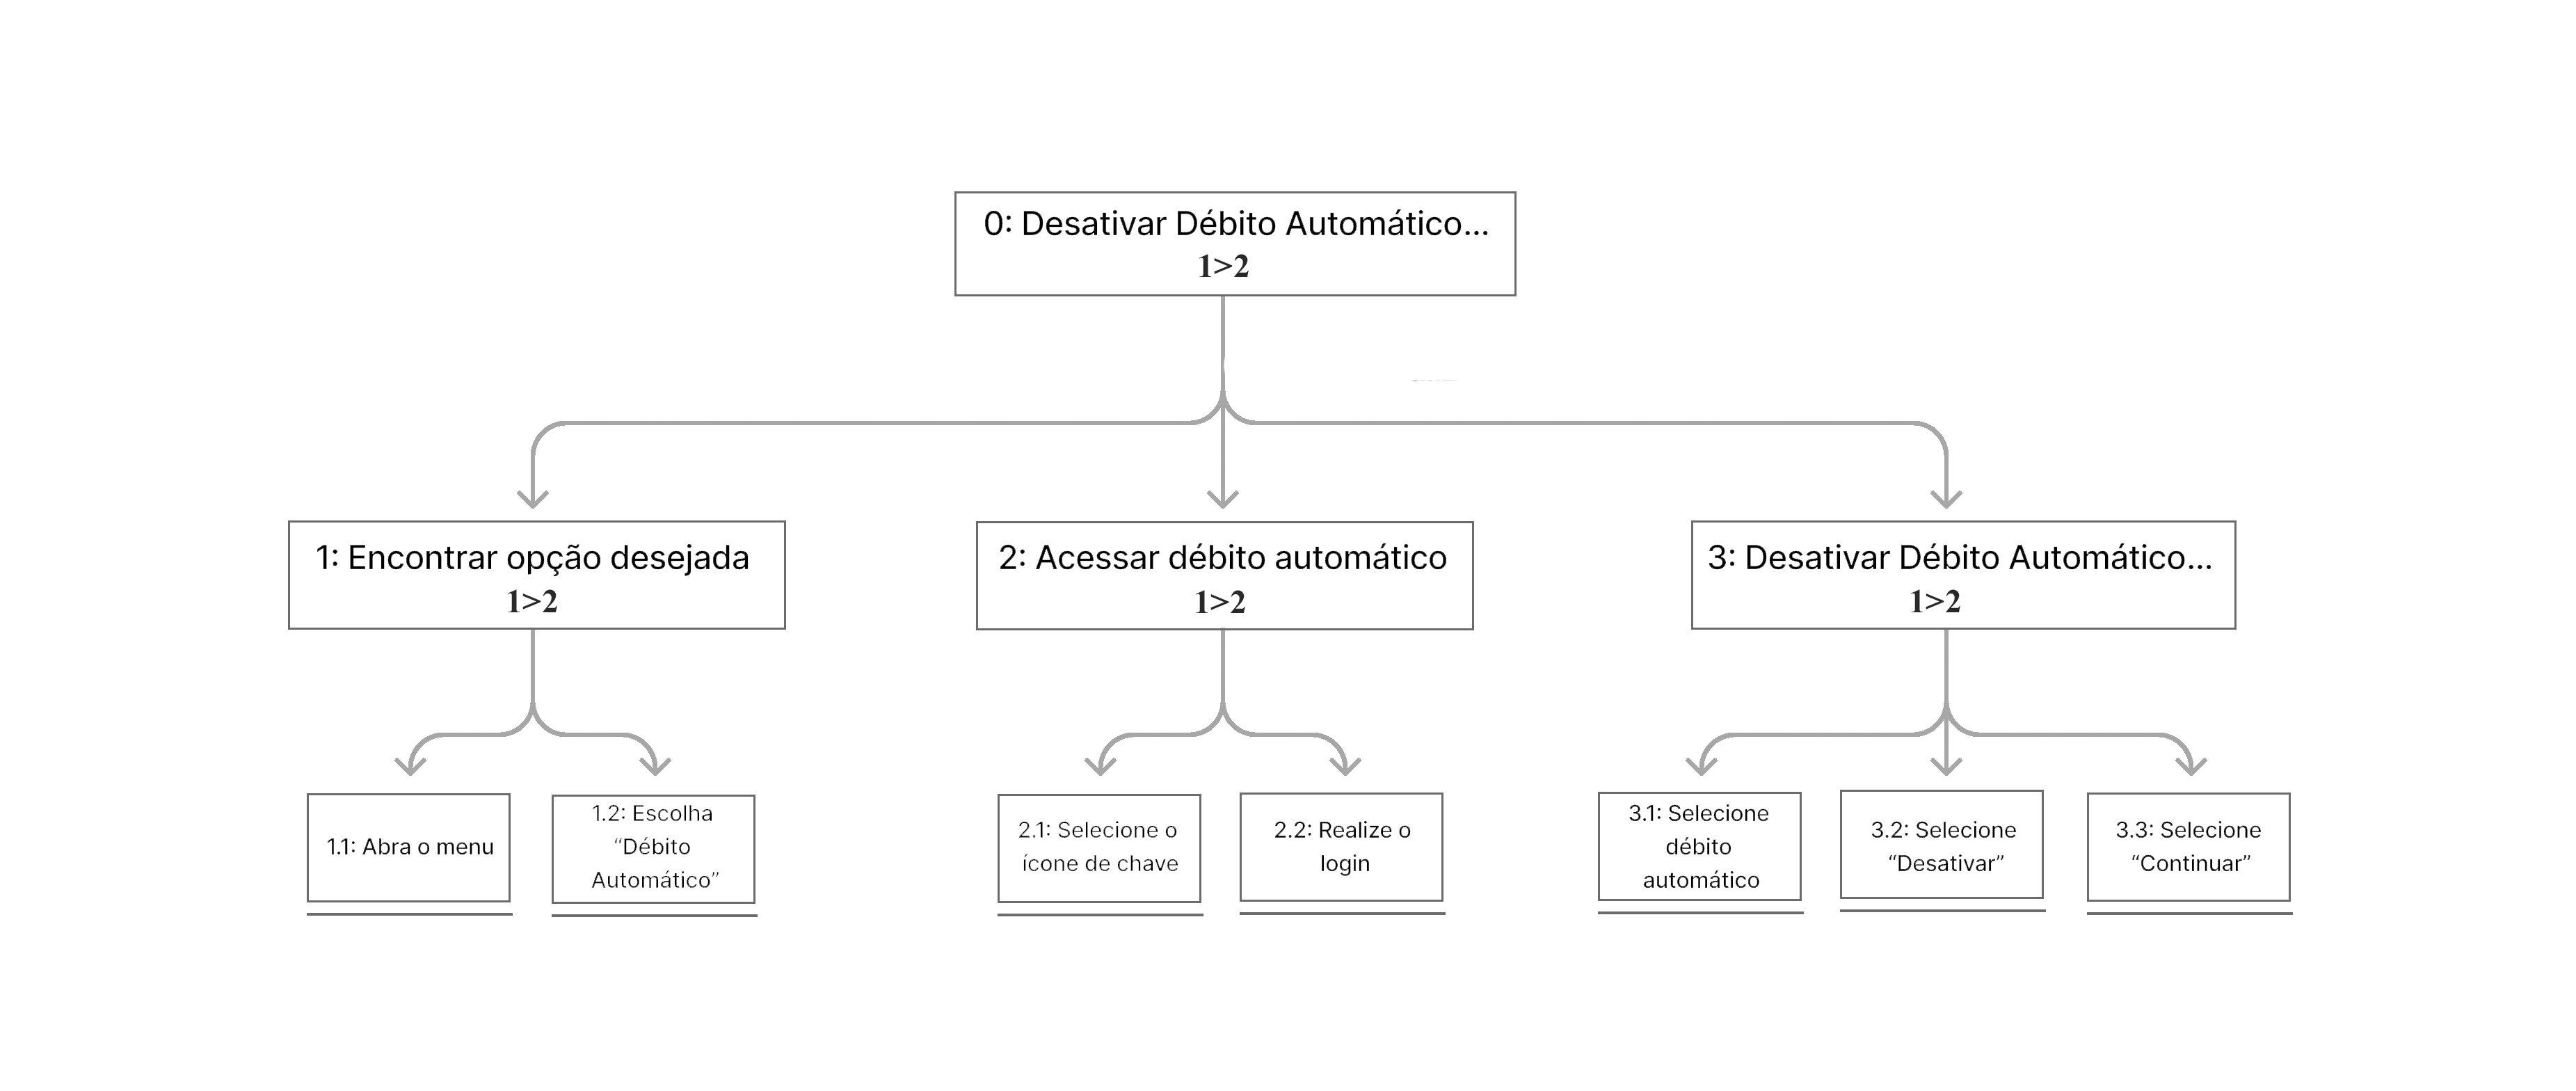 0: Desativar Débito Automático...
1>2
1: Encontrar opção desejada
1>2
2: Acessar débito automático
1>2
3: Desativar Débito Automático...
1>2
1.1: Abra o menu
1.2: Escolha
“Débito
Automático”
2.1: Selecione o
ícone de chave
2.2: Realize o
login
3.1: Selecione
débito
automático
3.2: Selecione
“Desativar”
3.3: Selecione
“Continuar”